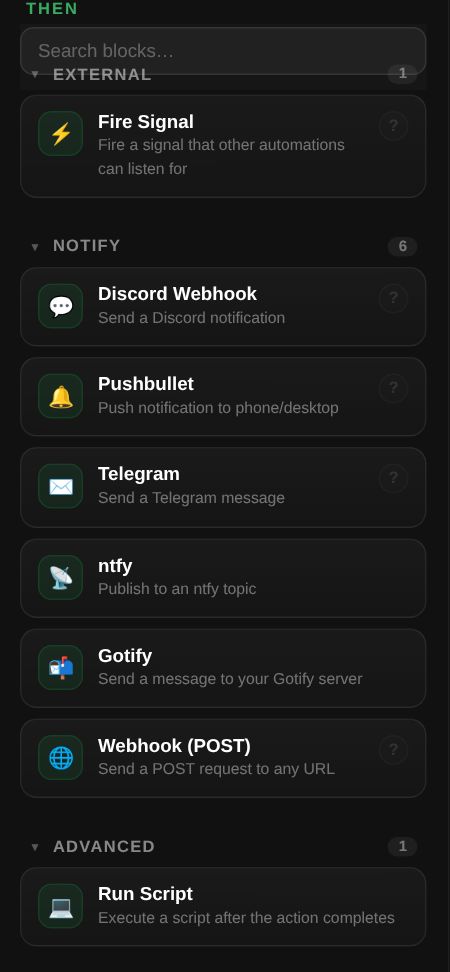 THEN
Search blocks…
▼ EXTERNAL 1
Fire Signal ?
Fire a signal that other automations
can listen for
▼ NOTIFY 6
Discord Webhook ?
Send a Discord notification
Pushbullet ?
Push notification to phone/desktop
Telegram ?
Send a Telegram message
ntfy
Publish to an ntfy topic
Gotify
Send a message to your Gotify server
Webhook (POST) ?
Send a POST request to any URL
▼ ADVANCED 1
Run Script
Execute a script after the action completes